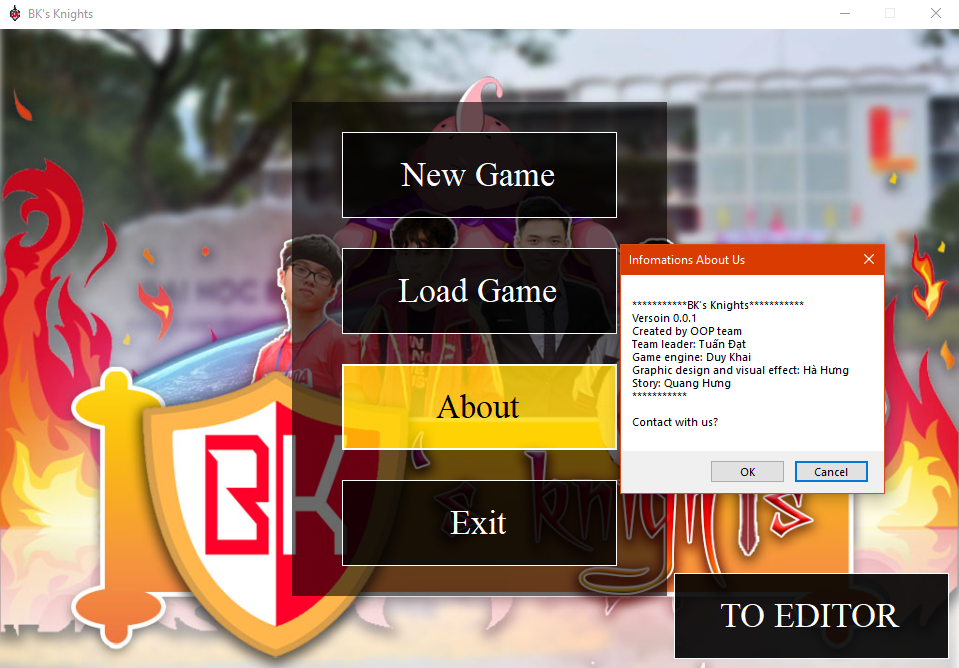 BK's Knights
New Game
Load Game
About
Exit
TO EDITOR
Infomations About Us
***********BK's Knights***********
Versoin 0.0.1
Created by OOP team
Team leader: Tuấn Đạt
Game engine: Duy Khai
Graphic design and visual effect: Hà Hưng
Story: Quang Hưng
***********
Contact with us?
OK
Cancel
BK
's knights